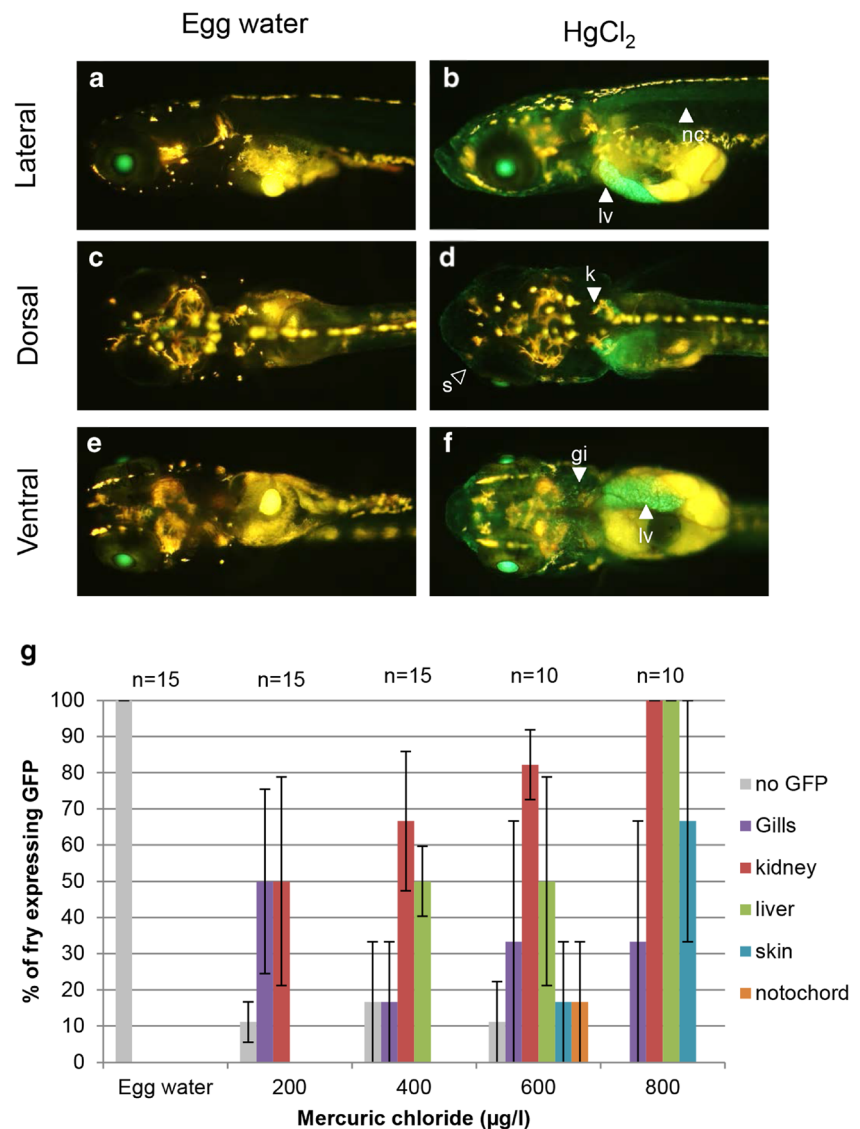 Egg water
HgCl2
Lateral
a
b
nc
lv
Dorsal
c
d
k
s
Ventral
e
f
gi
lv
g
n=15
n=15
n=15
n=10
n=10
% of fry expressing GFP
100
90
80
70
60
50
40
30
20
10
0
Egg water
200
400
600
800
Mercuric chloride (µg/l)
no GFP
Gills
kidney
liver
skin
notochord